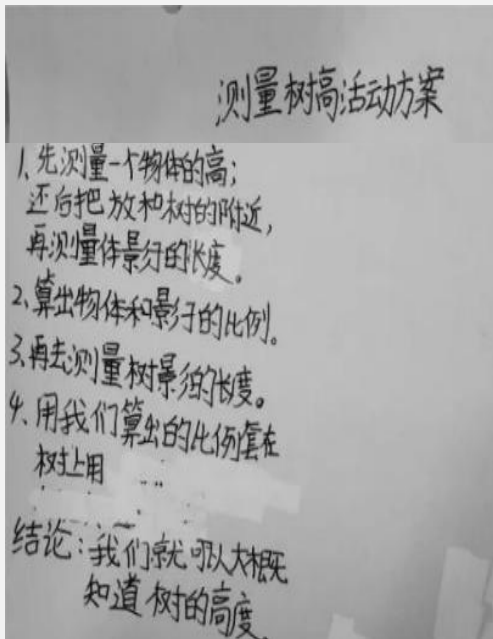 测量树高活动方案
1、先测量一个物体的高;
还后把放和树的附近,
再测量体影行的长度。
2、算出物体和影子的比例。
3、再去测量树影的长度。
4、用我们算出的比例套在
树上用
结论:我们就可以大概
知道树的高度